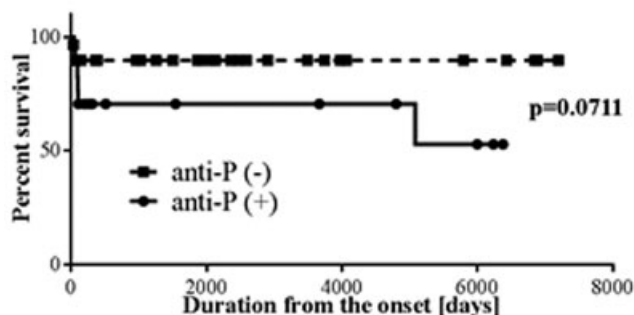 Percent survival
100
50
0
p=0.0711
anti-P (-)
anti-P (+)
0 2000 4000 6000 8000
Duration from the onset [days]